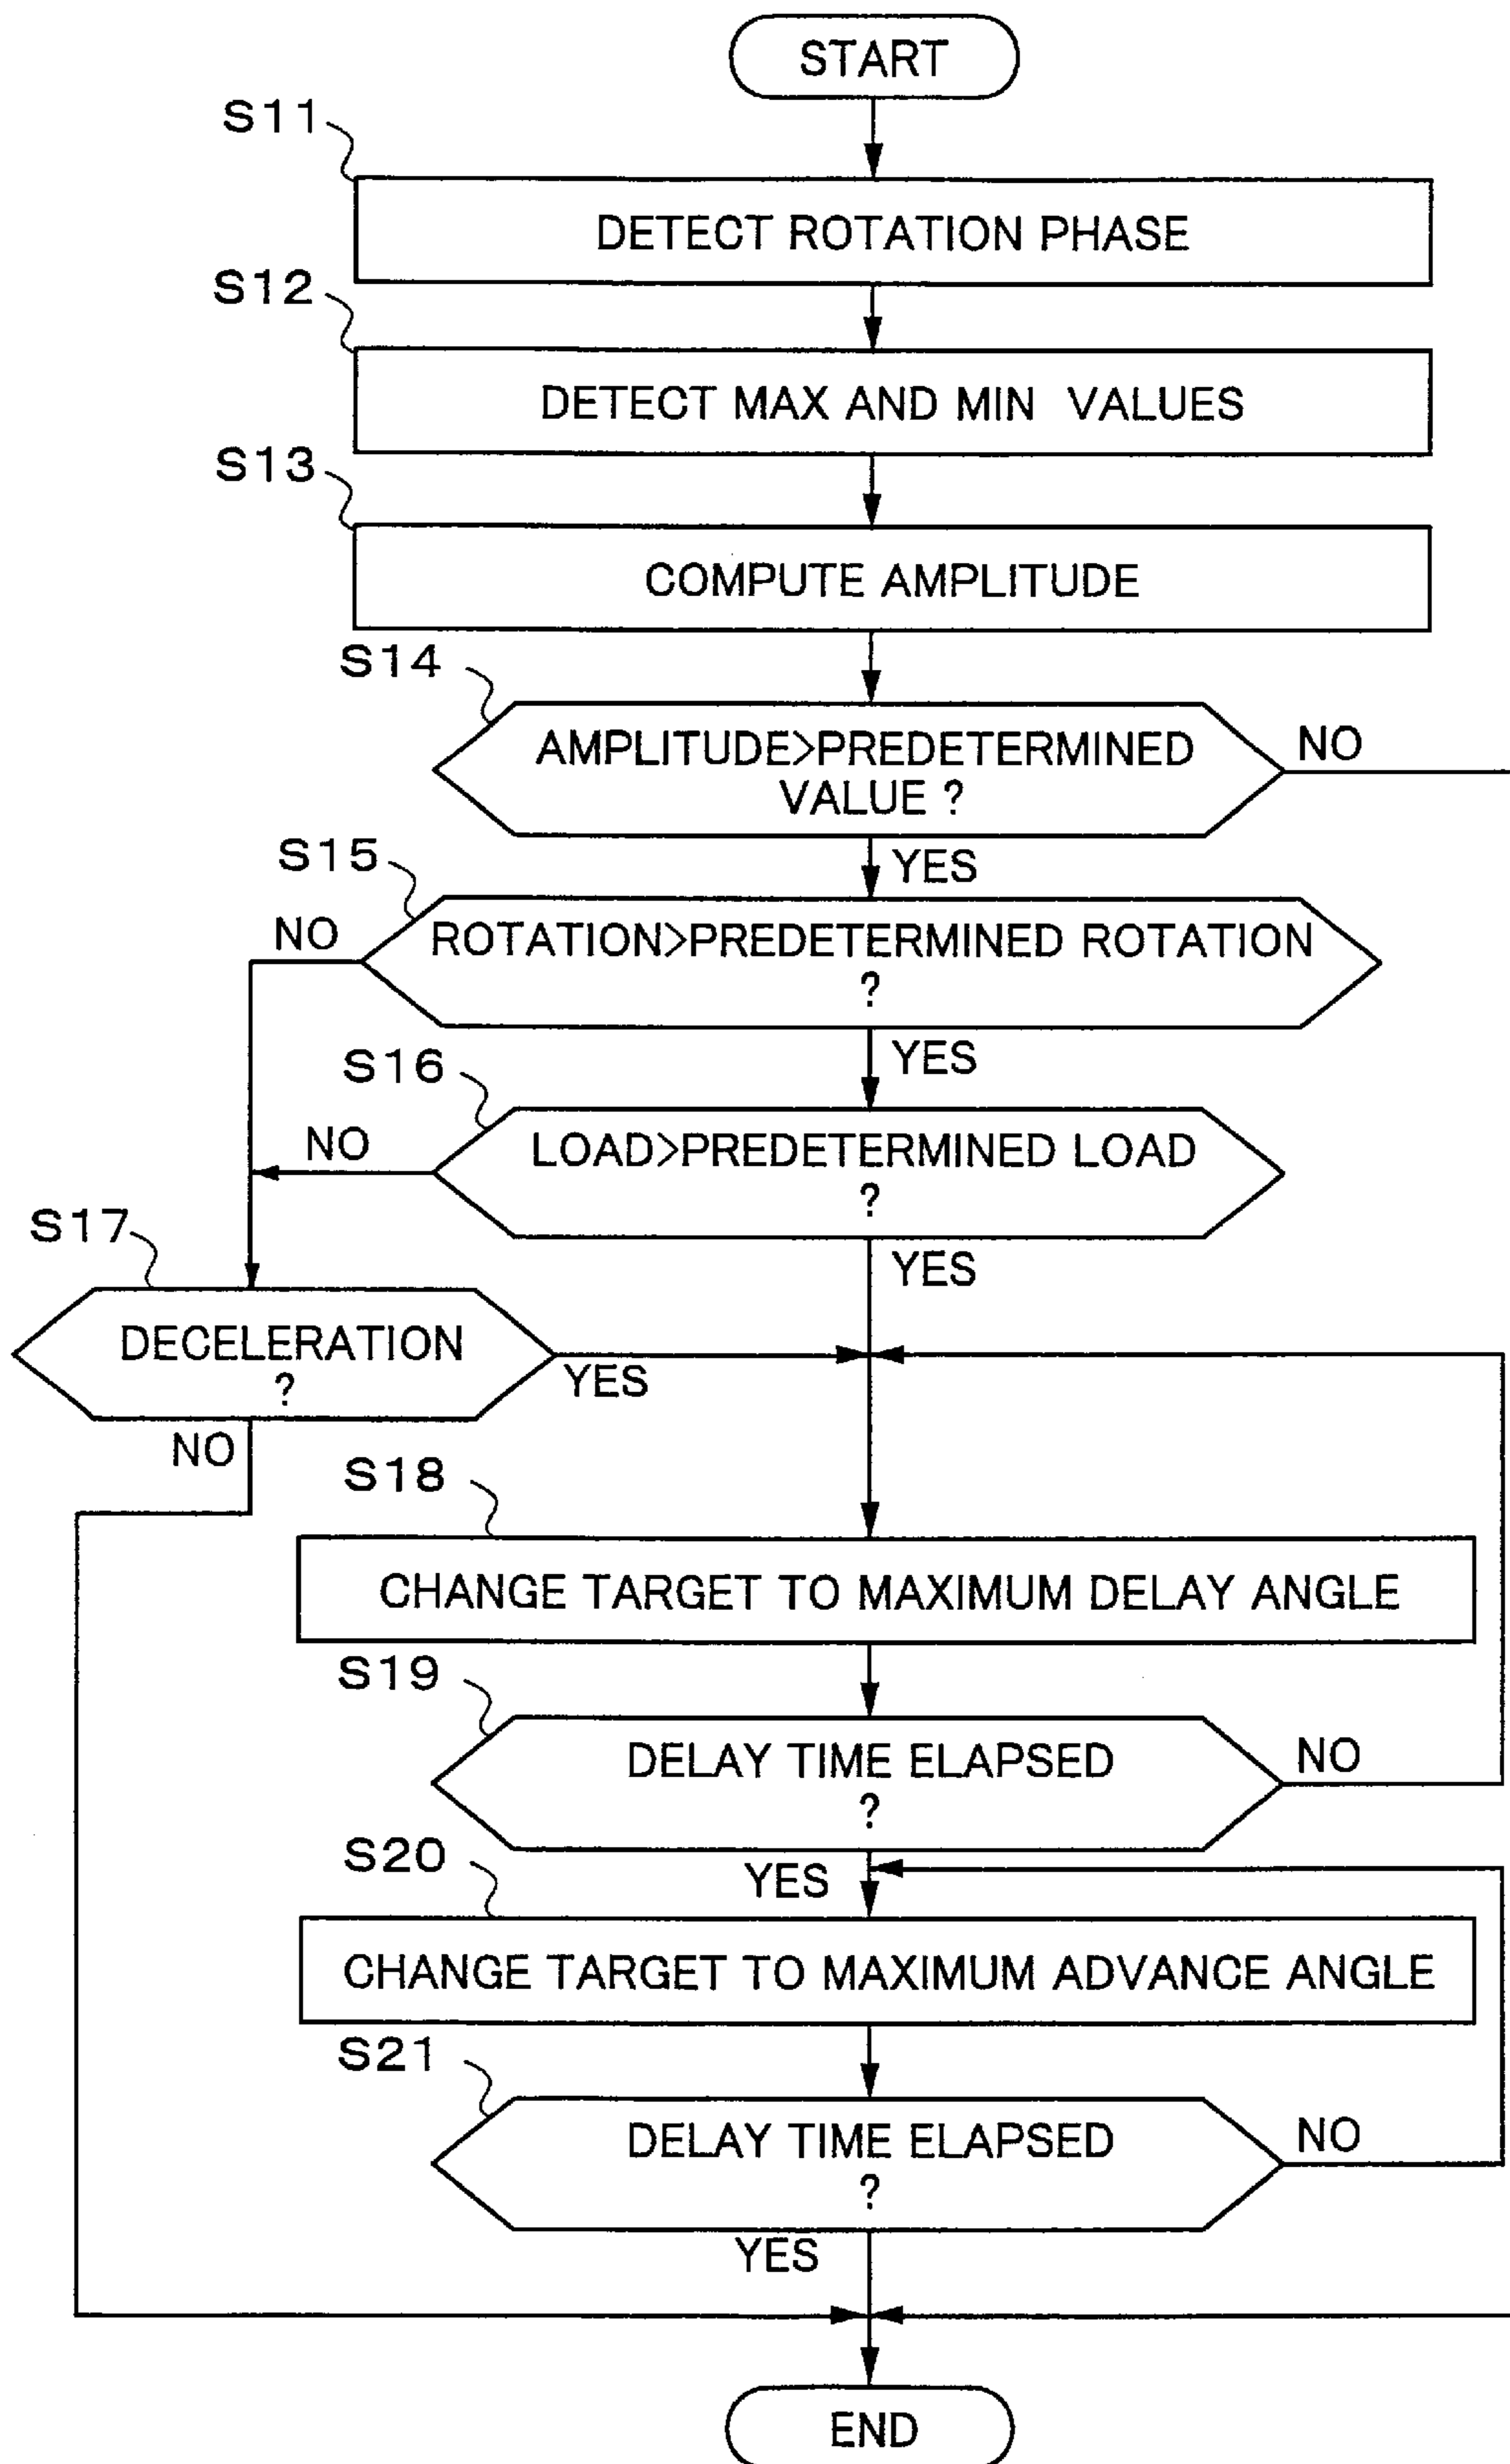 START
S11
DETECT ROTATION PHASE
S12
DETECT MAX AND MIN VALUES
S13
COMPUTE AMPLITUDE
S14
AMPLITUDE>PREDETERMINED
VALUE ?
NO
YES
S15
NO
ROTATION>PREDETERMINED ROTATION
?
YES
S16
NO
LOAD>PREDETERMINED LOAD
?
YES
S17
DECELERATION
?
YES
NO
S18
CHANGE TARGET TO MAXIMUM DELAY ANGLE
S19
DELAY TIME ELAPSED
?
NO
YES
S20
CHANGE TARGET TO MAXIMUM ADVANCE ANGLE
S21
DELAY TIME ELAPSED
?
NO
YES
END